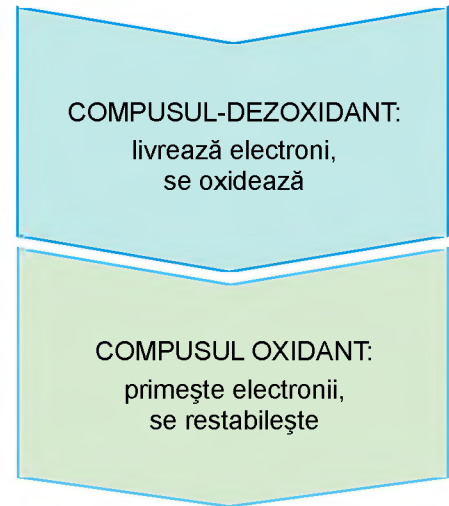 COMPUSUL-DEZOXIDANT:
livrează electroni,
se oxidează
COMPUSUL OXIDANT:
primeşte electronii,
se restabileşte